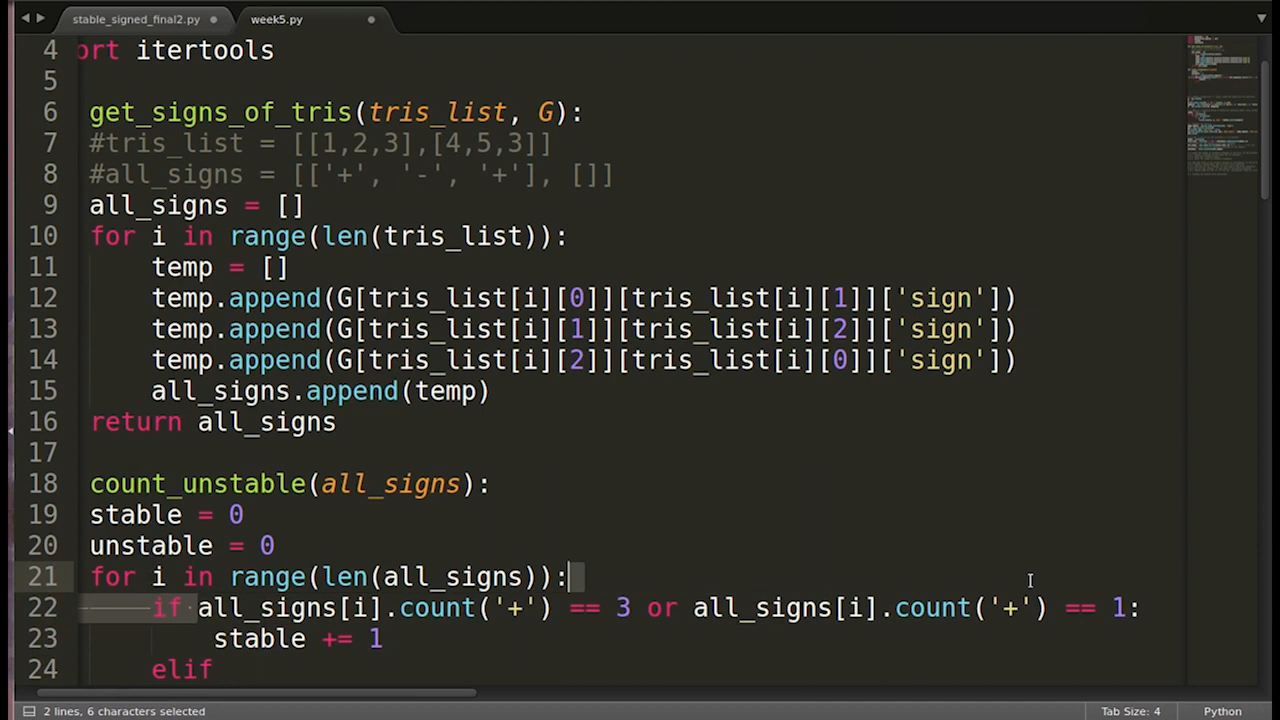 stable_signed_final2.py
week5.py
4 ort itertools
5
6 get_signs_of_tris(tris_list, G):
7 #tris_list = [[1,2,3],[4,5,3]]
8 #all_signs = [['+', '-', '+'], []]
9 all_signs = []
10 for i in range(len(tris_list)):
11 temp = []
12 temp.append(G[tris_list[i][0]][tris_list[i][1]]['sign'])
13 temp.append(G[tris_list[i][1]][tris_list[i][2]]['sign'])
14 temp.append(G[tris_list[i][2]][tris_list[i][0]]['sign'])
15 all_signs.append(temp)
16 return all_signs
17
18 count_unstable(all_signs):
19 stable = 0
20 unstable = 0
21 for i in range(len(all_signs)):
22 if all_signs[i].count('+') == 3 or all_signs[i].count('+') == 1:
23 stable += 1
24 elif
2 lines, 6 characters selected
Tab Size: 4
Python